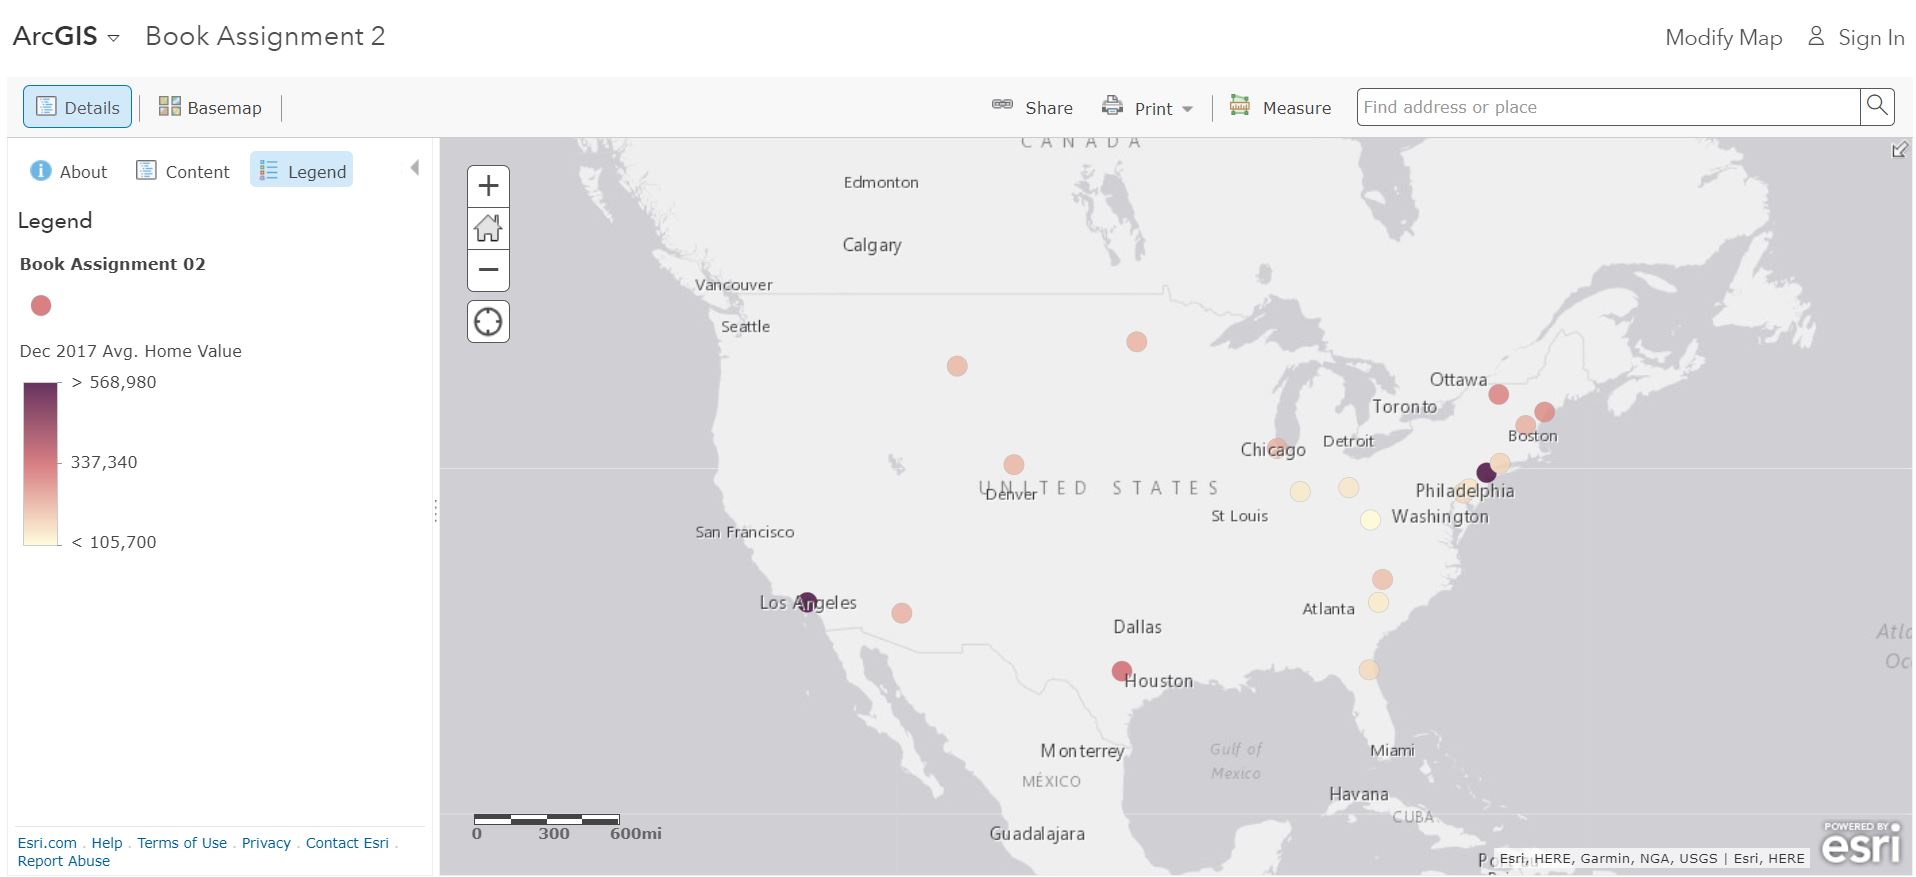 ArcGIS Book Assignment 2 Modify Map Sign In
Details Basemap Share Print Measure Find address or place
About Content Legend
Legend
Book Assignment 02
Dec 2017 Avg. Home Value
> 568,980
337,340
< 105,700
Esri.com . Help . Terms of Use . Privacy . Contact Esri .
Report Abuse
CANADA
Edmonton
Calgary
Vancouver
Seattle
Ottawa
Toronto
Boston
Detroit
Chicago
UNITED STATES
Denver
Philadelphia
St Louis
Washington
San Francisco
Los Angeles
Atlanta
Dallas
Houston
Monterrey
MÉXICO
Gulf of
Mexico
Miami
Havana
CUBA
Guadalajara
0 300 600mi
Esri, HERE, Garmin, NGA, USGS | Esri, HERE
POWERED BY
esri